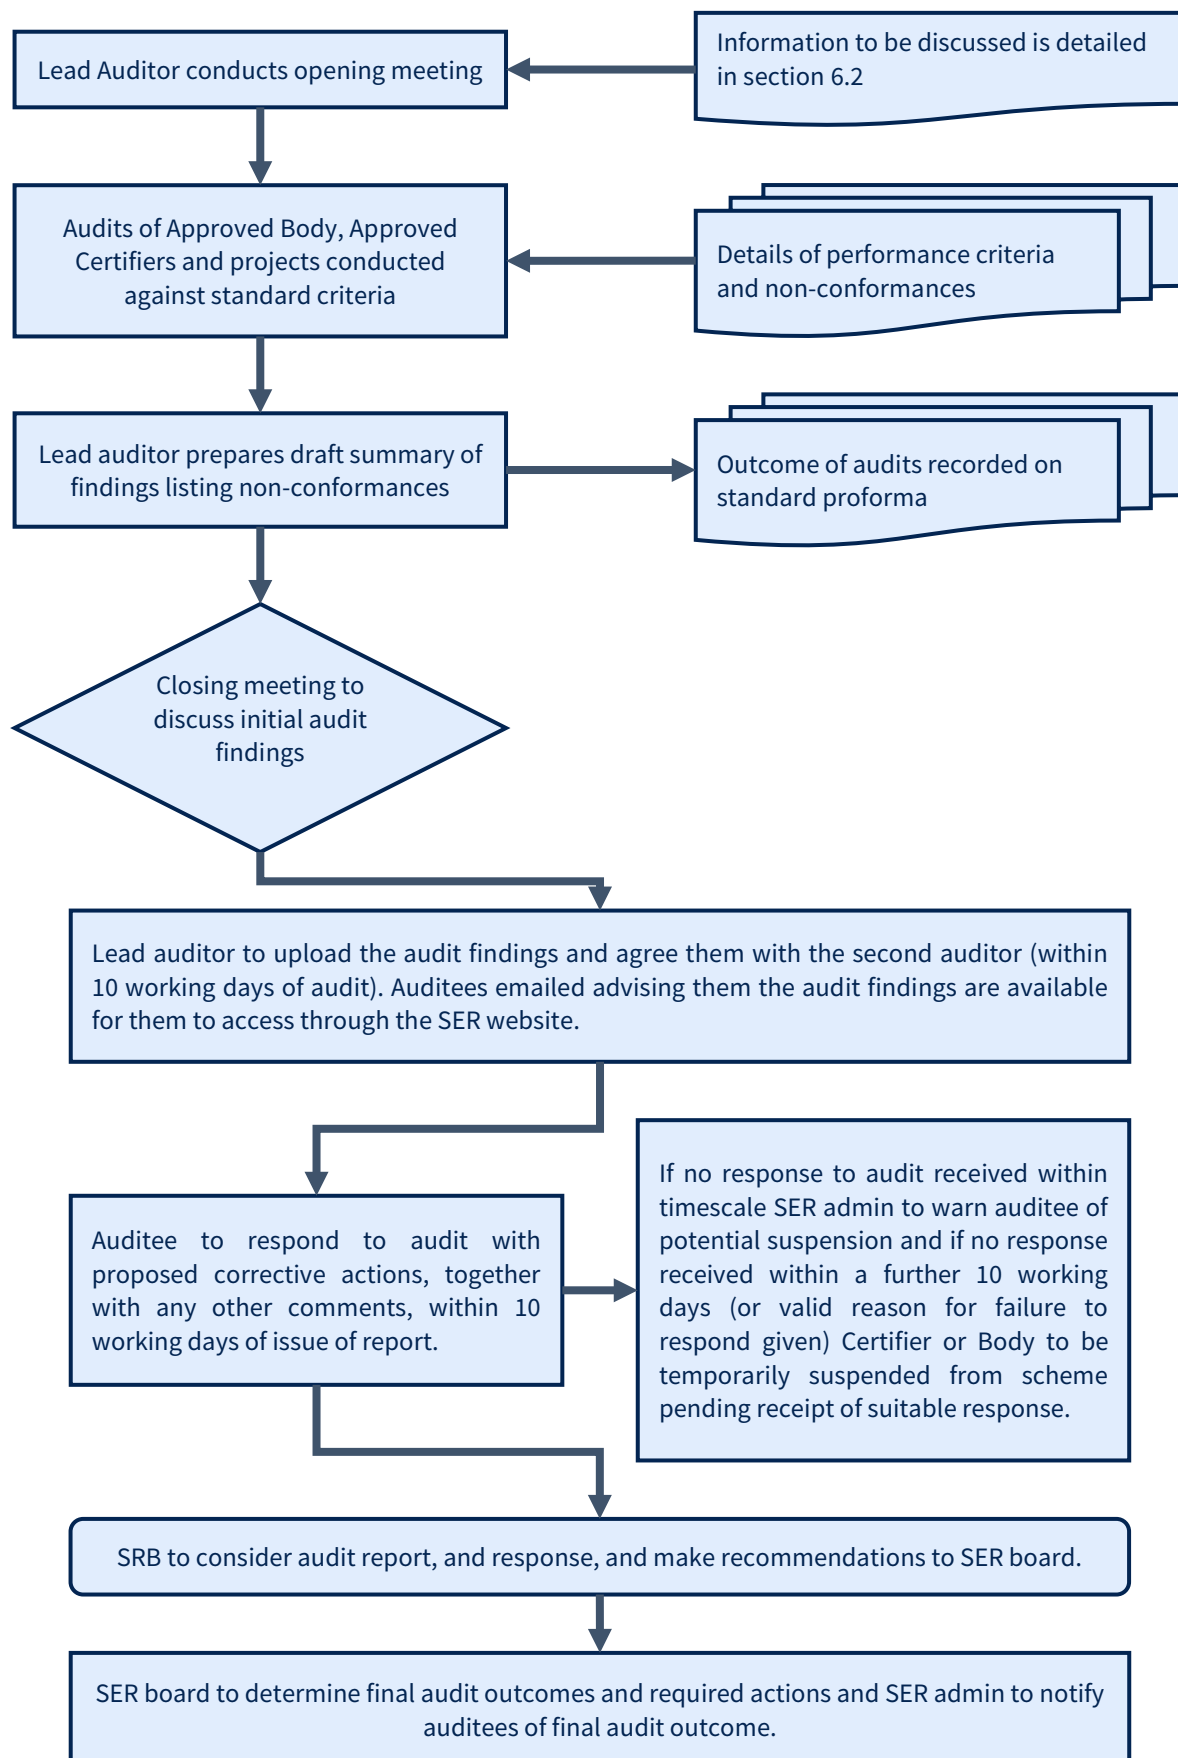 Lead Auditor conducts opening meeting
Information to be discussed is detailed
in section 6.2
Audits of Approved Body, Approved
Certifiers and projects conducted
against standard criteria
Details of performance criteria
and non-conformances
Lead auditor prepares draft summary of
findings listing non-conformances
Outcome of audits recorded on
standard proforma
Closing meeting to
discuss initial audit
findings
Lead auditor to upload the audit findings and agree them with the second auditor (within
10 working days of audit). Auditees emailed advising them the audit findings are available
for them to access through the SER website.
Auditee to respond to audit with
proposed corrective actions, together
with any other comments, within 10
working days of issue of report.
If no response to audit received within
timescale SER admin to warn auditee of
potential suspension and if no response
received within a further 10 working
days (or valid reason for failure to
respond given) Certifier or Body to be
temporarily suspended from scheme
pending receipt of suitable response.
SRB to consider audit report, and response, and make recommendations to SER board.
SER board to determine final audit outcomes and required actions and SER admin to notify
auditees of final audit outcome.